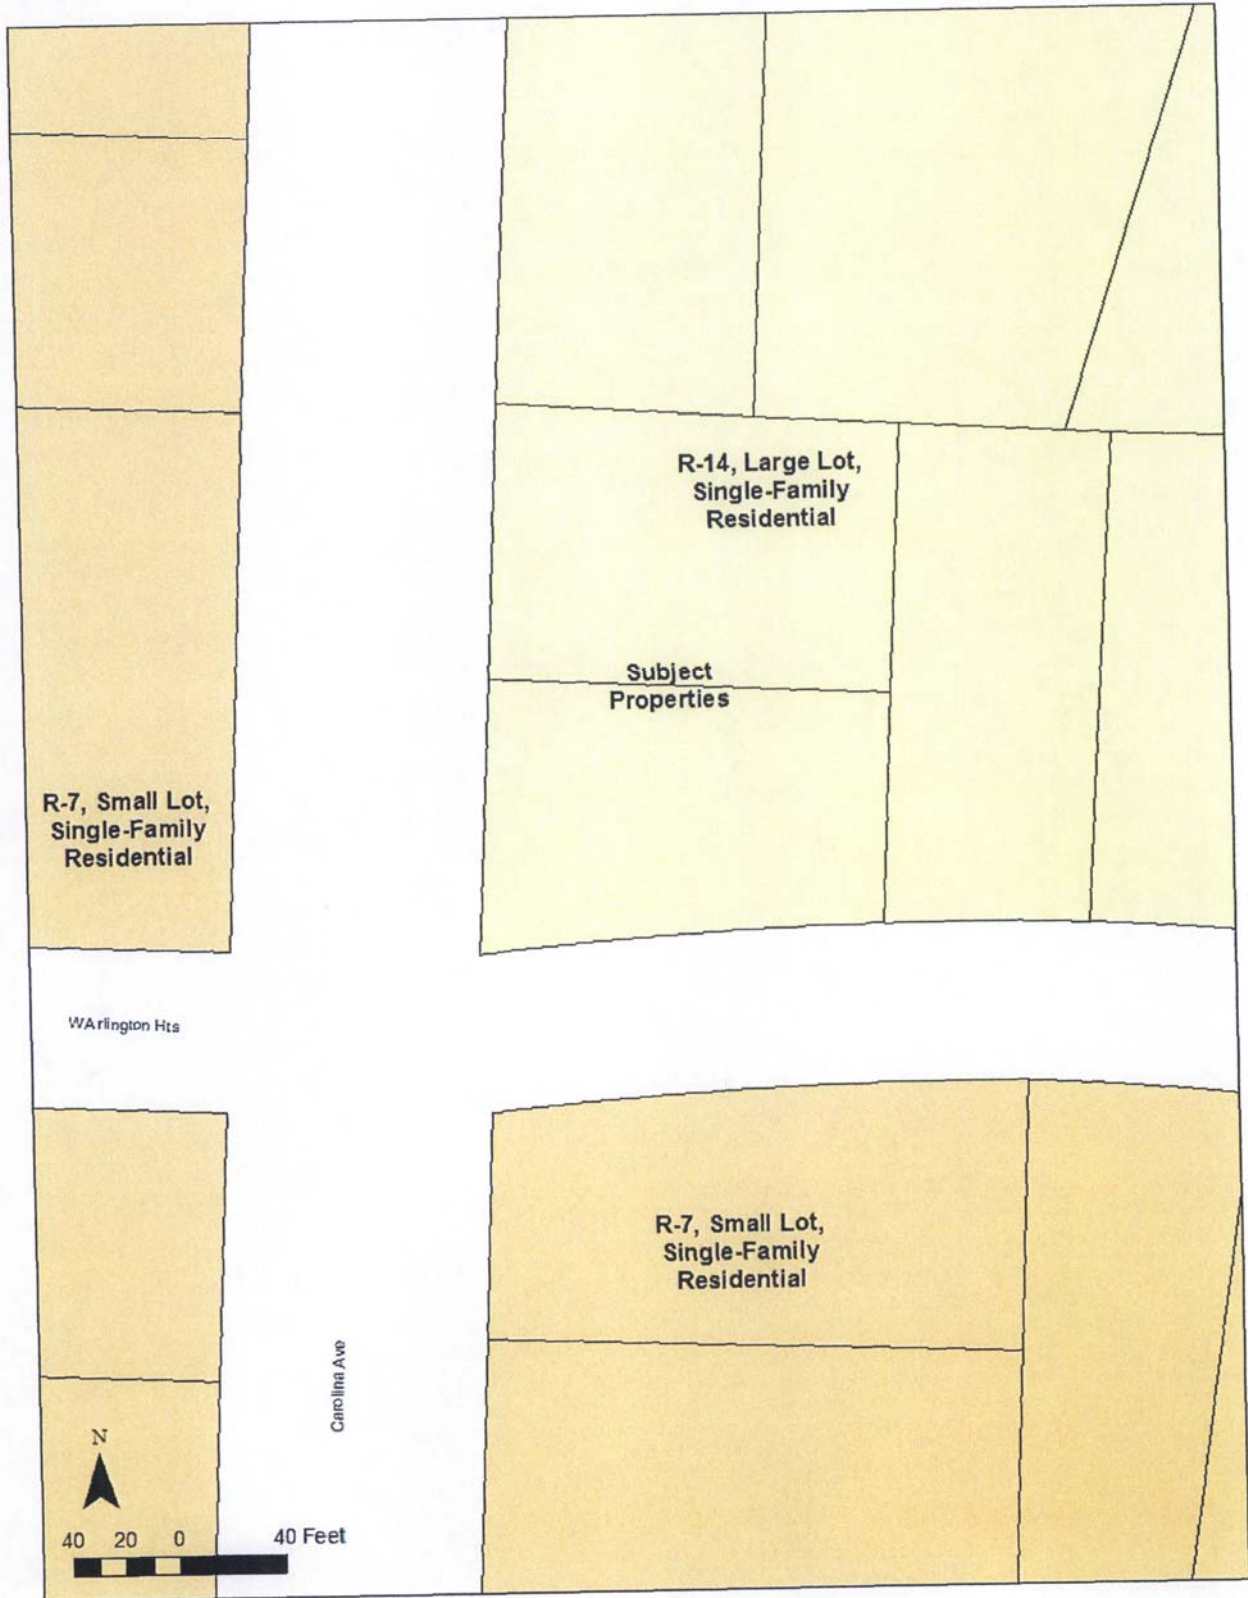 R-14, Large Lot,
Single-Family
Residential
Subject
Properties
R-7, Small Lot,
Single-Family
Residential
WArlington Hts
R-7, Small Lot,
Single-Family
Residential
Carolina Ave
N
40 20 0 40 Feet